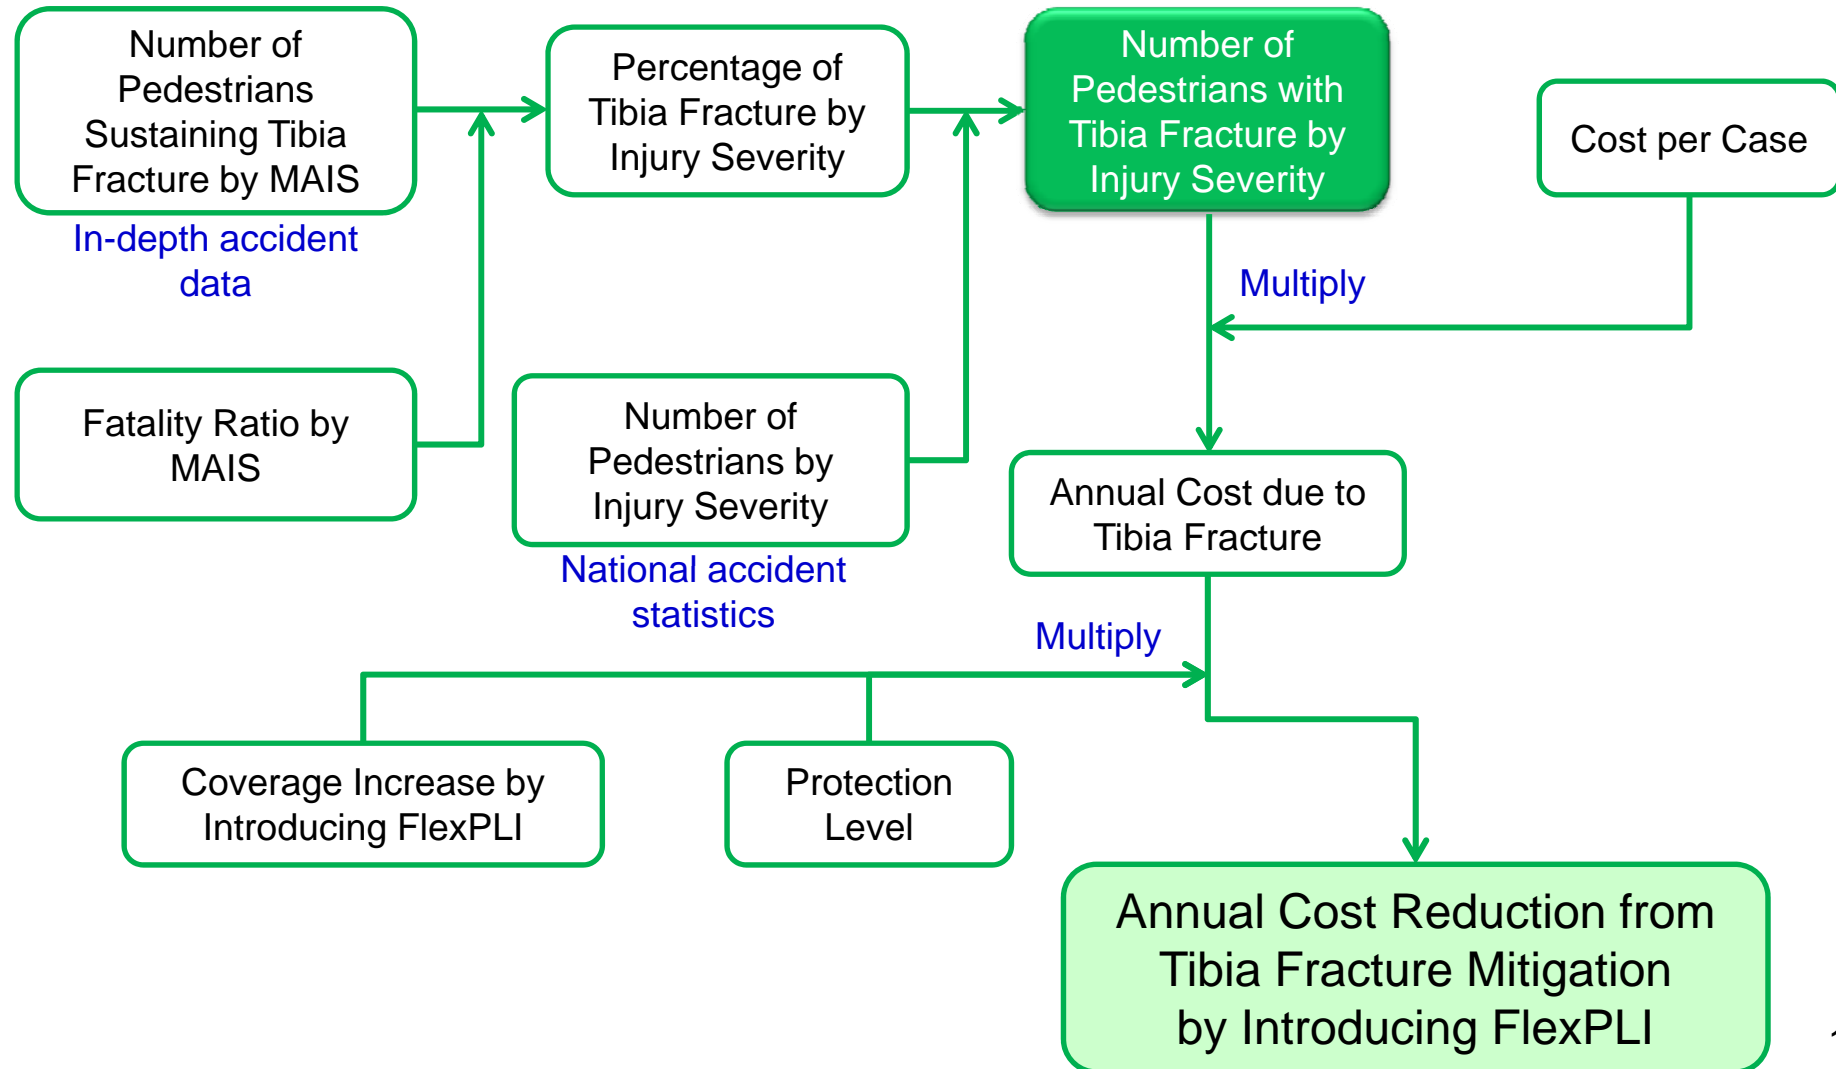 Number of
Pedestrians
Sustaining Tibia
Fracture by MAIS
In-depth accident
data
Percentage of
Tibia Fracture by
Injury Severity
Number of
Pedestrians with
Tibia Fracture by
Injury Severity
Cost per Case
Multiply
Fatality Ratio by
MAIS
Number of
Pedestrians by
Injury Severity
National accident
statistics
Annual Cost due to
Tibia Fracture
Multiply
Coverage Increase by
Introducing FlexPLI
Protection
Level
Annual Cost Reduction from
Tibia Fracture Mitigation
by Introducing FlexPLI